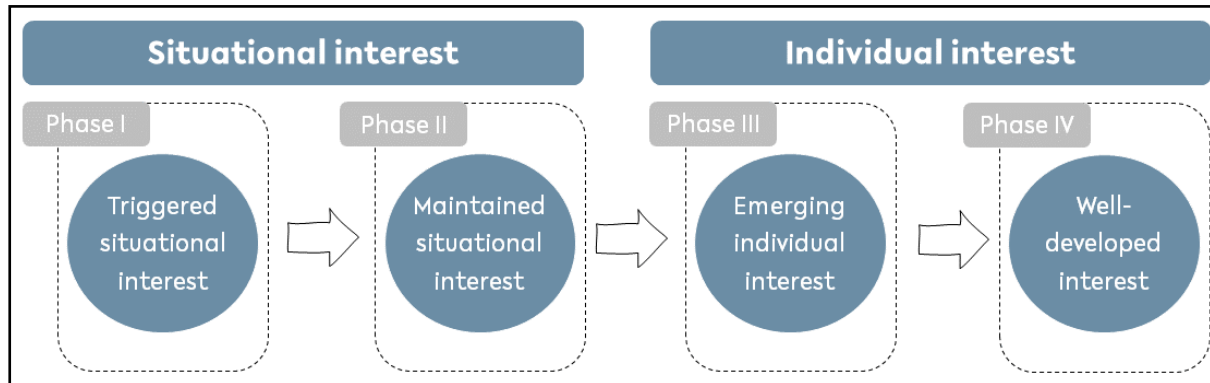 Situational interest
Individual interest
Phase I
Phase II
Phase III
Phase IV
Triggered
situational
interest
Maintained
situational
interest
Emerging
individual
interest
Well-
developed
interest